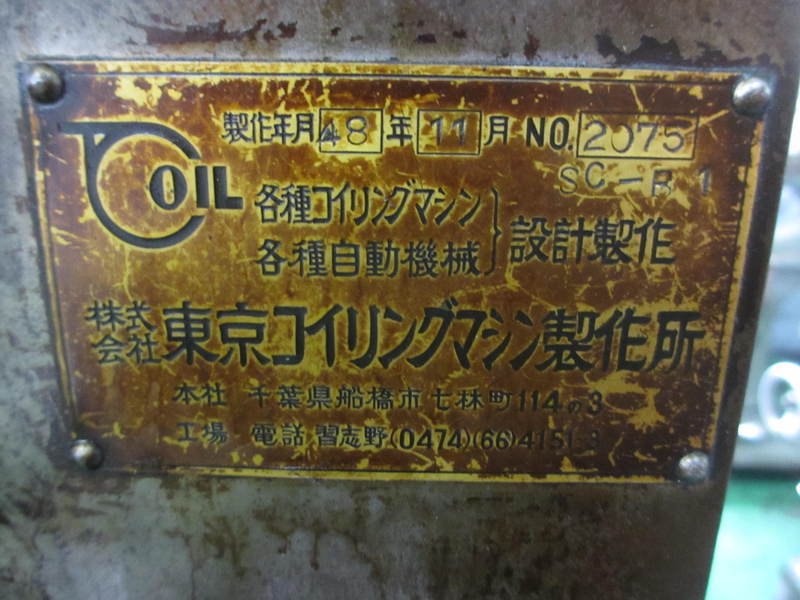 製作年月 48 年 11 月 NO. 2075
SC-B 1
TCOIL
各種コイリングマシン
各種自動機械
設計製作
株式会社 東京コイリングマシン製作所
本社 千葉県船橋市七林町114の3
工場 電話 習志野(0474)(66)4151-3